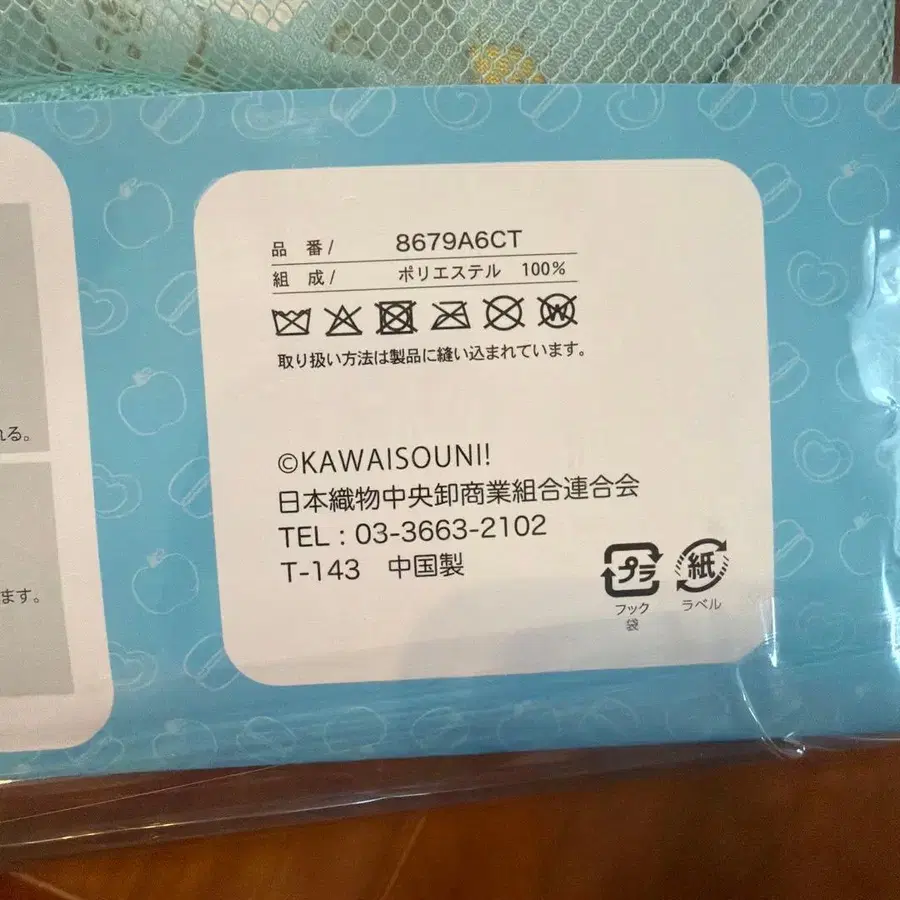 れる。
ます。
品 番/ 8679A6CT
組 成/ ポリエステル 100%
W
取り扱い方法は製品に縫い込まれています。
©KAWAISOUNI!
日本織物中央卸商業組合連合会
TEL : 03-3663-2102
T-143 中国製
プラ
フック
袋
紙
ラベル